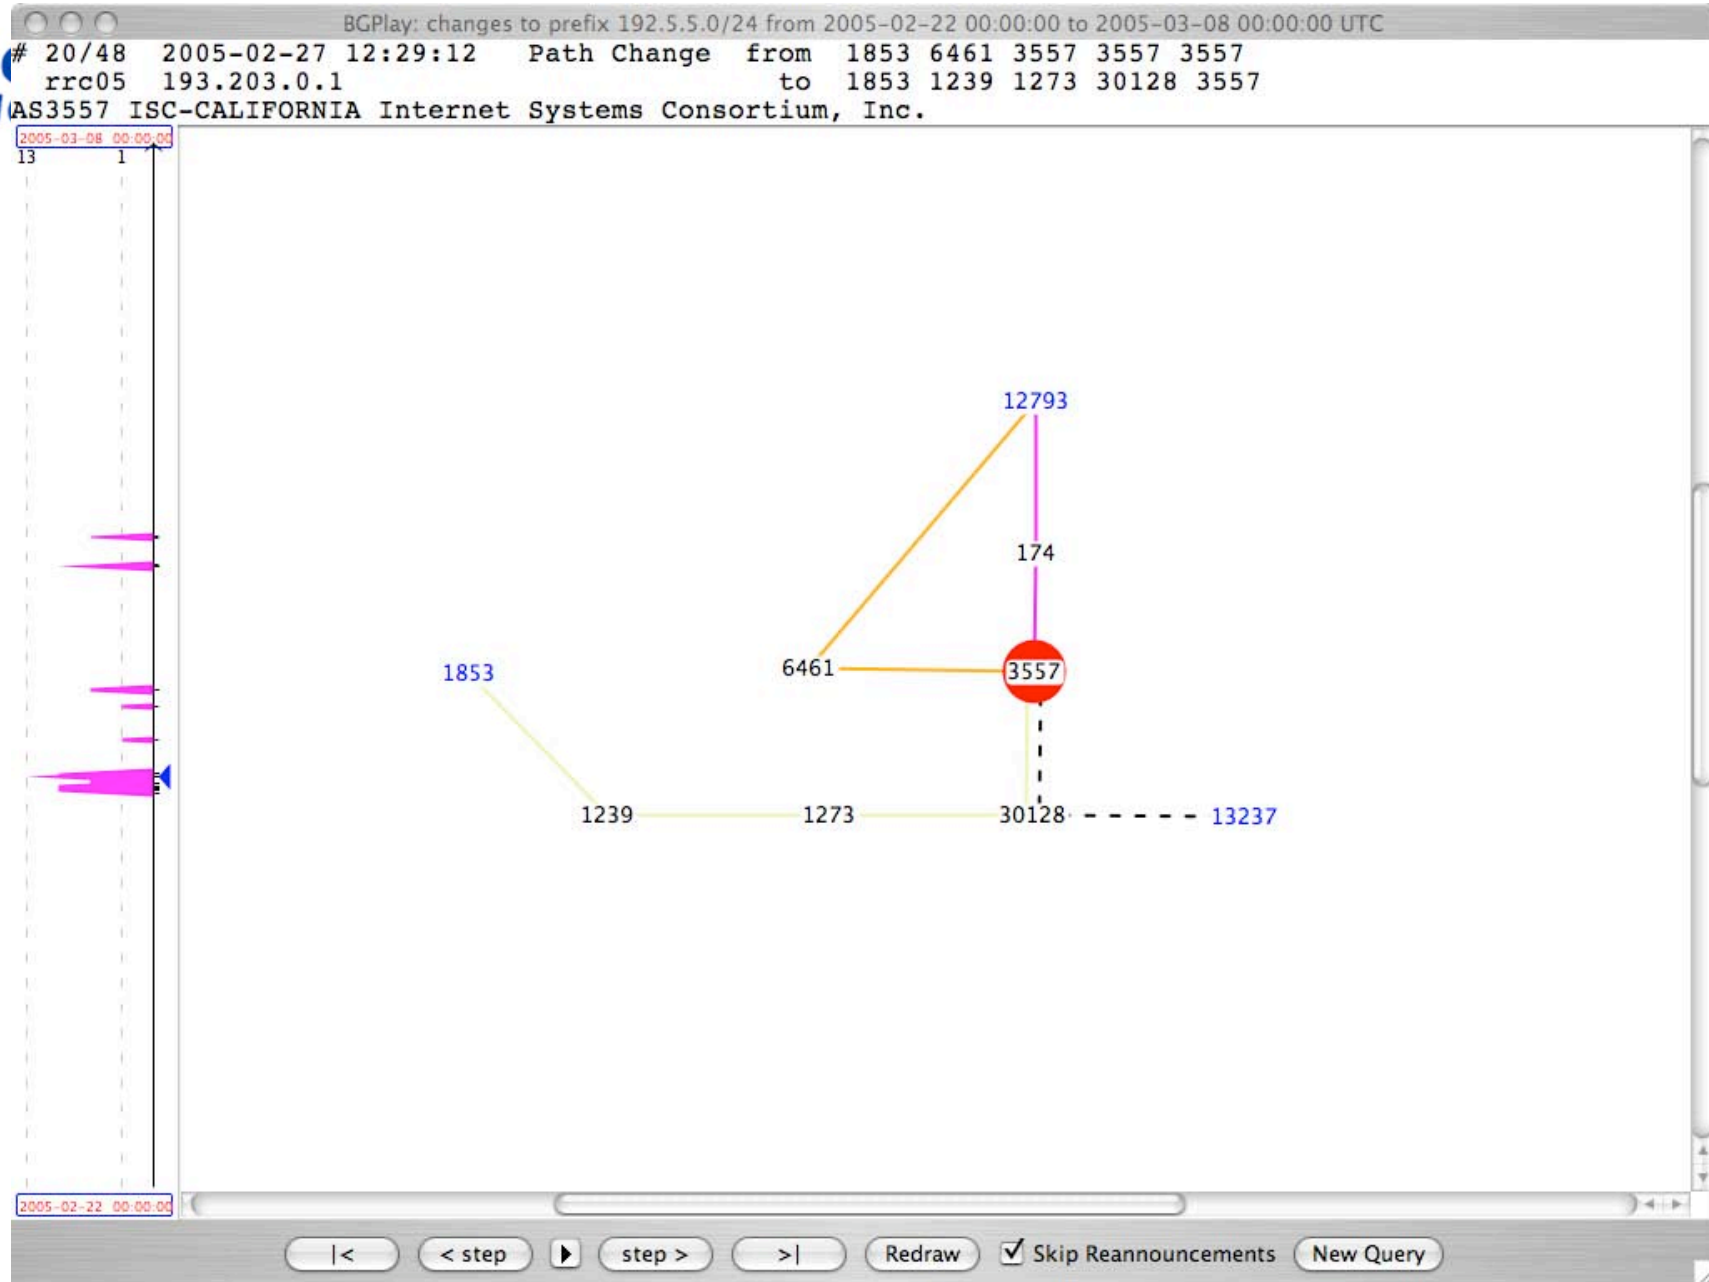 BGPlay: changes to prefix 192.5.5.0/24 from 2005-02-22 00:00:00 to 2005-03-08 00:00:00 UTC
# 20/48 2005-02-27 12:29:12 Path Change from 1853 6461 3557 3557 3557
rrc05 193.203.0.1 to 1853 1239 1273 30128 3557
AS3557 ISC-CALIFORNIA Internet Systems Consortium, Inc.
2005-03-08 00:00:00
13 1
12793
174
1853 6461 3557
1239 1273 30128 13237
2005-02-22 00:00:00
|< < step step > >| Redraw Skip Reannouncements New Query